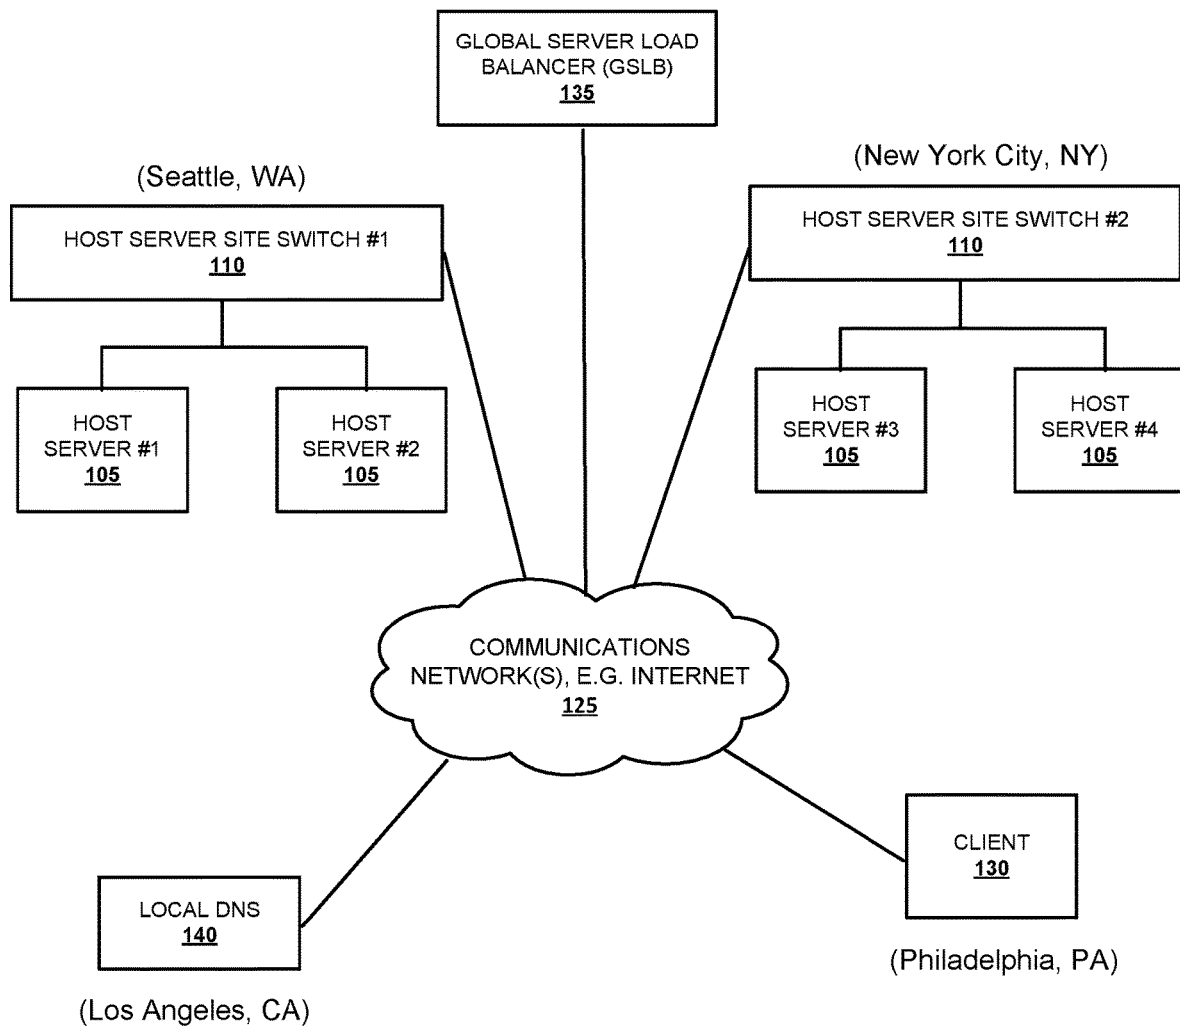 GLOBAL SERVER LOAD
BALANCER (GSLB)
135
(Seattle, WA)
HOST SERVER SITE SWITCH #1
110
HOST
SERVER #1
105
HOST
SERVER #2
105
(New York City, NY)
HOST SERVER SITE SWITCH #2
110
HOST
SERVER #3
105
HOST
SERVER #4
105
COMMUNICATIONS
NETWORK(S), E.G. INTERNET
125
LOCAL DNS
140
(Los Angeles, CA)
CLIENT
130
(Philadelphia, PA)